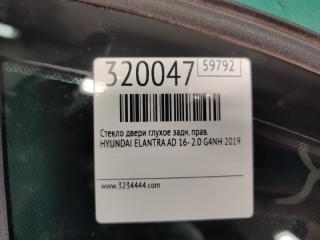 320047
59792
Стекло двери глухое задн. прав.
HYUNDAI ELANTRA AD 16- 2.0 G4NH 2019
www.3234444.com